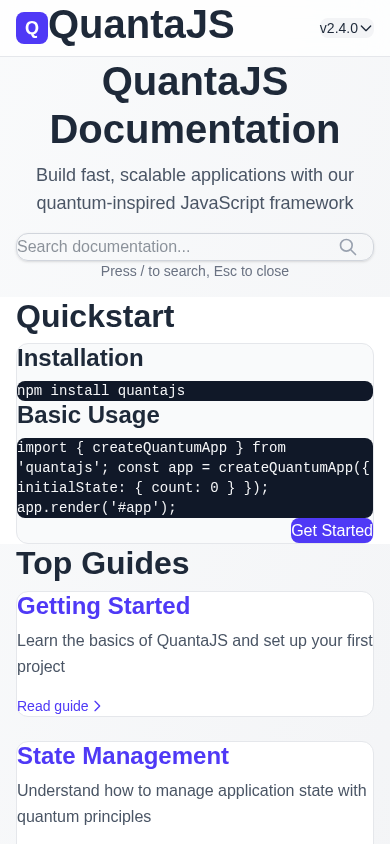 Q QuantaJS v2.4.0
QuantaJS
Documentation
Build fast, scalable applications with our
quantum-inspired JavaScript framework
Search documentation...
Press / to search, Esc to close
Quickstart
Installation
npm install quantajs
Basic Usage
import { createQuantumApp } from
'quantajs'; const app = createQuantumApp({
initialState: { count: 0 } });
app.render('#app');
Get Started
Top Guides
Getting Started
Learn the basics of QuantaJS and set up your first
project
Read guide
State Management
Understand how to manage application state with
quantum principles